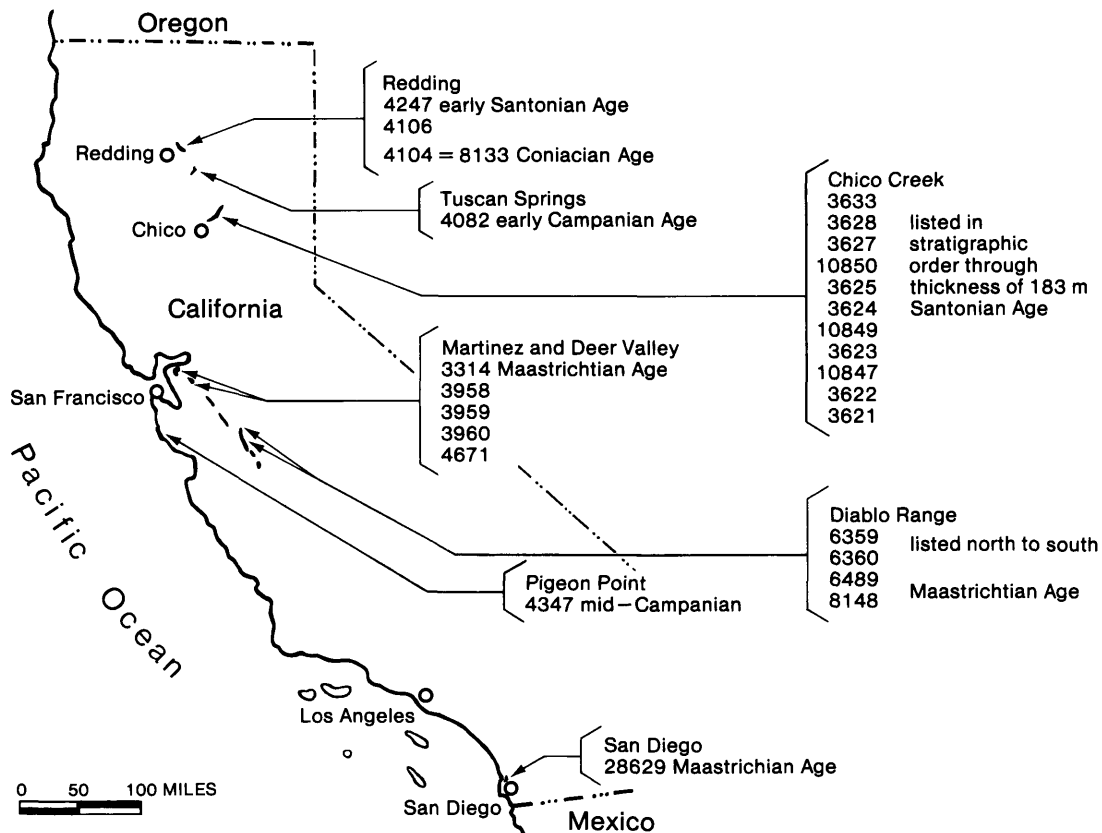 Oregon
Redding
4247 early Santonian Age
4106
4104 = 8133 Coniacian Age
Redding
Tuscan Springs
4082 early Campanian Age
Chico
Chico Creek
3633
3628 listed in
3627 stratigraphic
10850 order through
3625 thickness of 183 m
3624 Santonian Age
10849
3623
10847
3622
3621
California
Martinez and Deer Valley
3314 Maastrichtian Age
3958
3959
3960
4671
San Francisco
Pacific Ocean
Diablo Range
6359 listed north to south
6360
6489 Maastrichtian Age
8148
Pigeon Point
4347 mid–Campanian
Los Angeles
San Diego
28629 Maastrichian Age
0 50 100 MILES
San Diego
Mexico